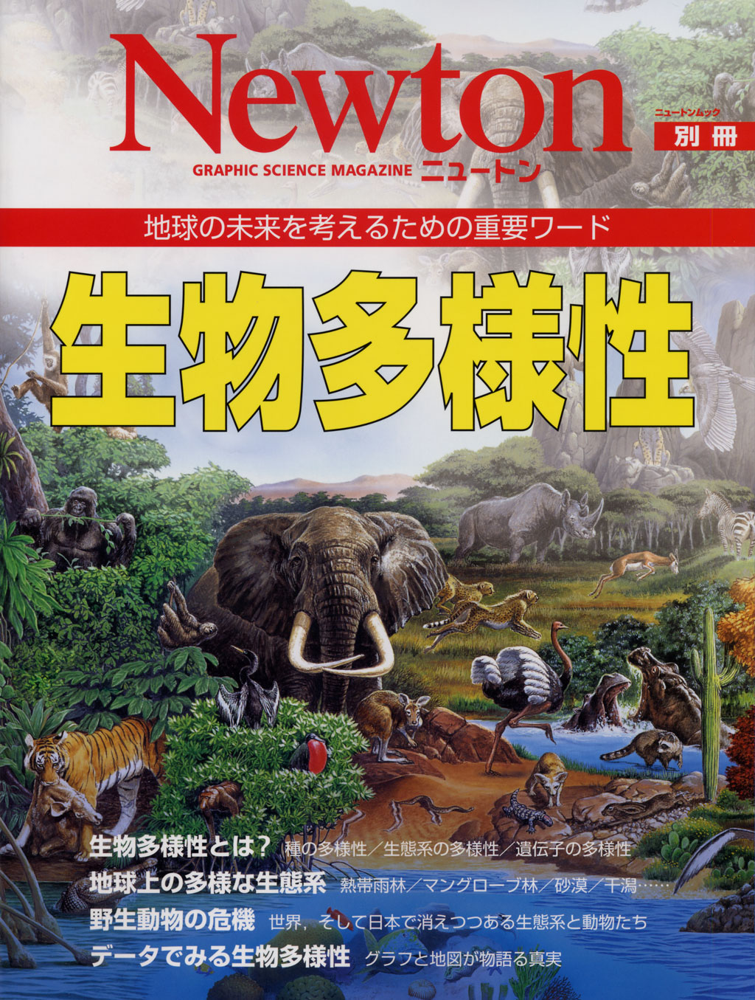 Newton
ニュートンムック
別冊
GRAPHIC SCIENCE MAGAZINE ニュートン
地球の未来を考えるための重要ワード
生物多様性
生物多様性とは？ 種の多様性／生態系の多様性／遺伝子の多様性
地球上の多様な生態系 熱帯雨林／マングローブ林／砂漠／干潟……
野生動物の危機 世界，そして日本で消えつつある生態系と動物たち
データでみる生物多様性 グラフと地図が物語る真実